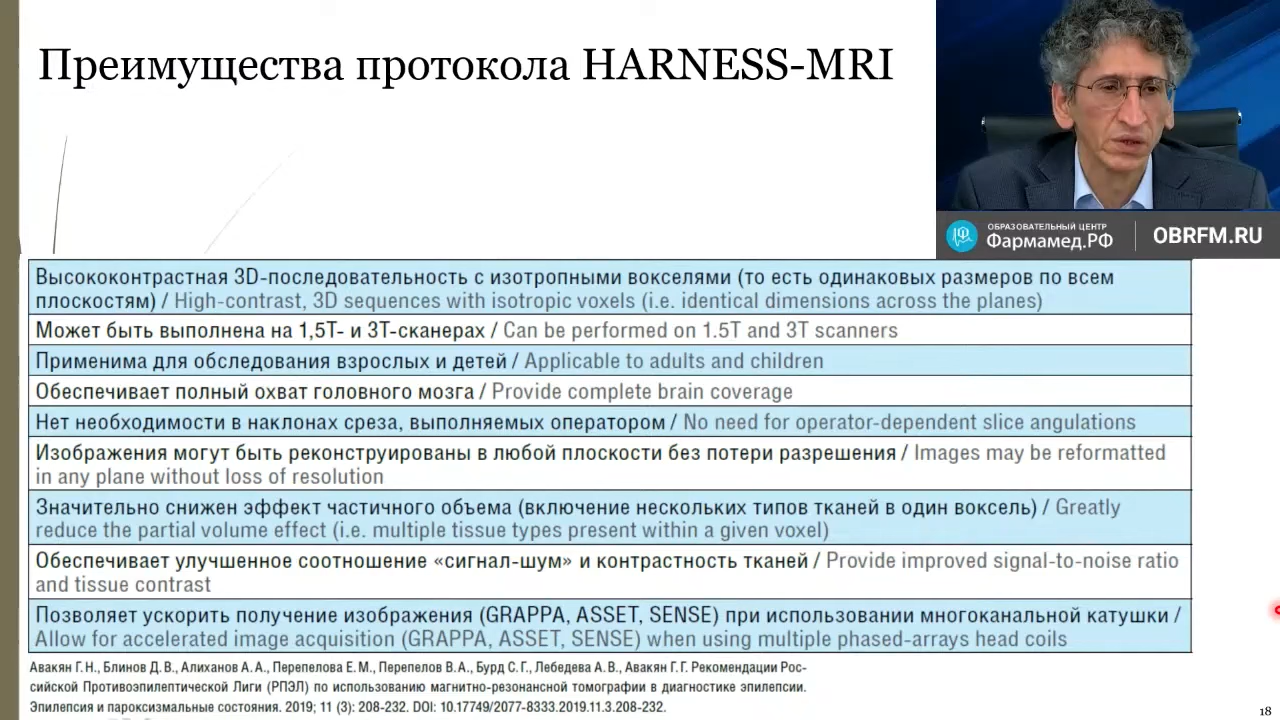 Преимущества протокола HARNESS-MRI
ОБРАЗОВАТЕЛЬНЫЙ ЦЕНТР
Фармамед.РФ
OBRFM.RU
Высококонтрастная 3D-последовательность с изотропными вокселями (то есть одинаковых размеров по всем
плоскостям) / High-contrast, 3D sequences with isotropic voxels (i.e. identical dimensions across the planes)
Может быть выполнена на 1,5Т- и 3Т-сканерах / Can be performed on 1.5T and 3T scanners
Применима для обследования взрослых и детей / Applicable to adults and children
Обеспечивает полный охват головного мозга / Provide complete brain coverage
Нет необходимости в наклонах среза, выполняемых оператором / No need for operator-dependent slice angulations
Изображения могут быть реконструированы в любой плоскости без потери разрешения / Images may be reformatted
in any plane without loss of resolution
Значительно снижен эффект частичного объема (включение нескольких типов тканей в один воксель) / Greatly
reduce the partial volume effect (i.e. multiple tissue types present within a given voxel)
Обеспечивает улучшенное соотношение «сигнал-шум» и контрастность тканей / Provide improved signal-to-noise ratio
and tissue contrast
Позволяет ускорить получение изображения (GRAPPA, ASSET, SENSE) при использовании многоканальной катушки /
Allow for accelerated image acquisition (GRAPPA, ASSET, SENSE) when using multiple phased-arrays head coils
Авакян Г. Н., Блинов Д. В., Алиханов А. А., Перепелова Е. М., Перепелов В. А., Бурд С. Г., Лебедева А. В., Авакян Г. Г. Рекомендации Рос-
сийской Противоэпилептической Лиги (РПЭЛ) по использованию магнитно-резонансной томографии в диагностике эпилепсии.
Эпилепсия и пароксизмальные состояния. 2019; 11 (3): 208-232. DOI: 10.17749/2077-8333.2019.11.3.208-232.
18